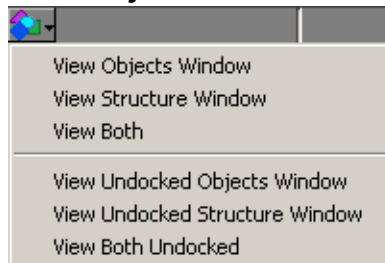 View Objects Window
View Structure Window
View Both
View Undocked Objects Window
View Undocked Structure Window
View Both Undocked